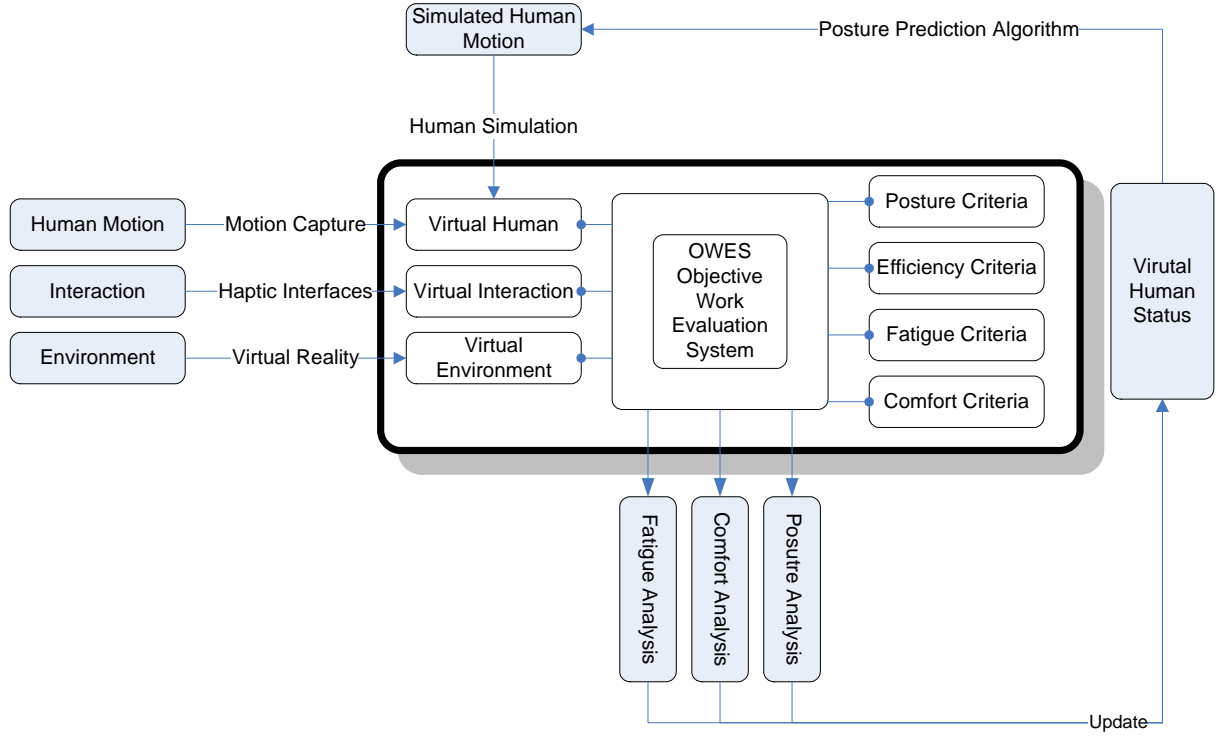 Simulated Human
Motion
Posture Prediction Algorithm
Human Simulation
Human Motion
Motion Capture
Virtual Human
Interaction
Haptic Interfaces
Virtual Interaction
Environment
Virtual Reality
Virtual
Environment
OWES
Objective
Work
Evaluation
System
Posture Criteria
Efficiency Criteria
Fatigue Criteria
Comfort Criteria
Virutal
Human
Status
Fatigue Analysis
Comfort Analysis
Posutre Analysis
Update